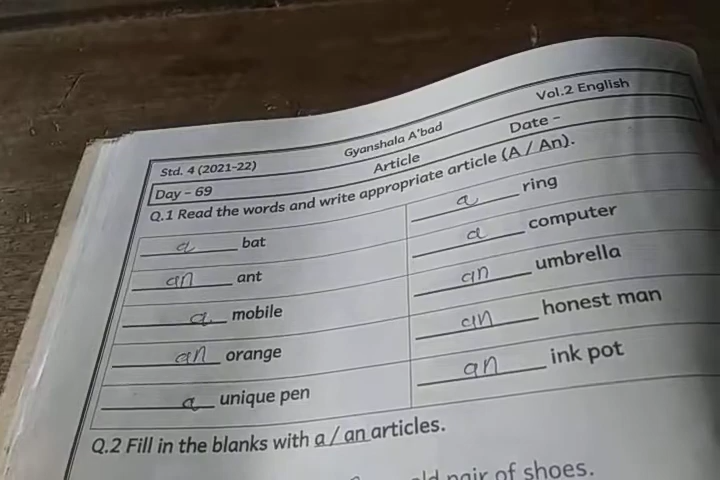 Std. 4 (2021-22) Gyanshala A'bad Vol.2 English
Day - 69 Article Date -
Q.1 Read the words and write appropriate article (A / An).
a bat a ring
an ant a computer
a mobile an umbrella
an orange an honest man
a unique pen an ink pot
Q.2 Fill in the blanks with a / an articles.
pair of shoes.